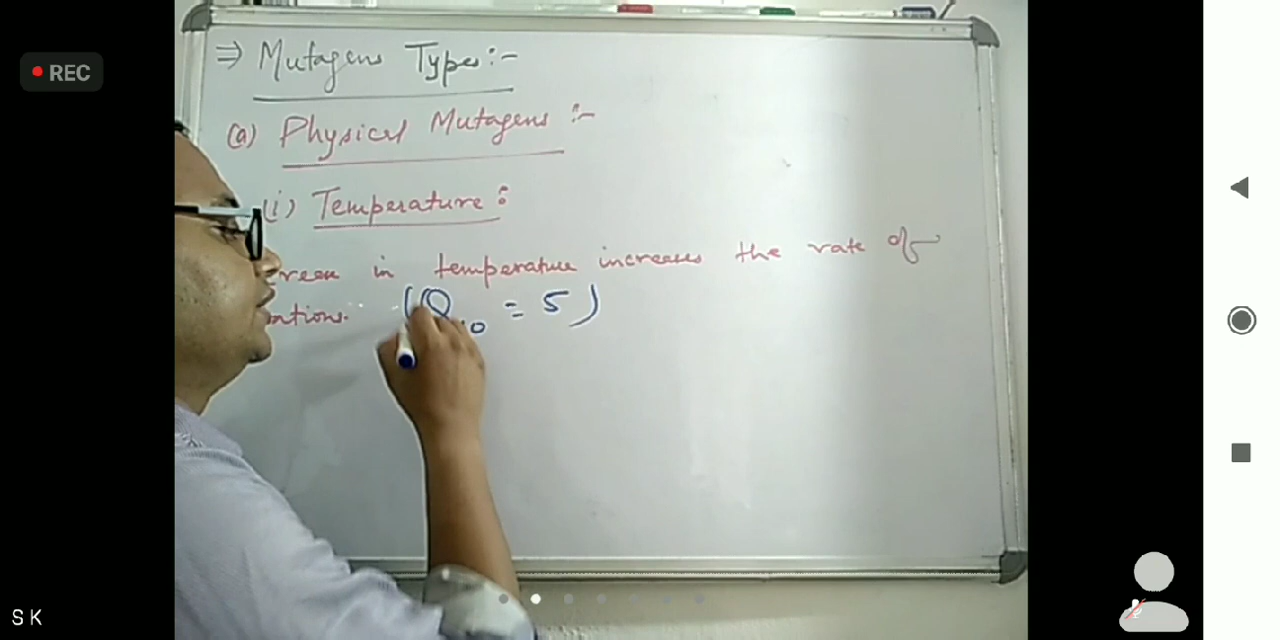 REC
⇒ Mutagens Types:-
(a) Physical Mutagens :-
(i) Temperature :
in temperature increases the rate of
(Q = 5)
S K